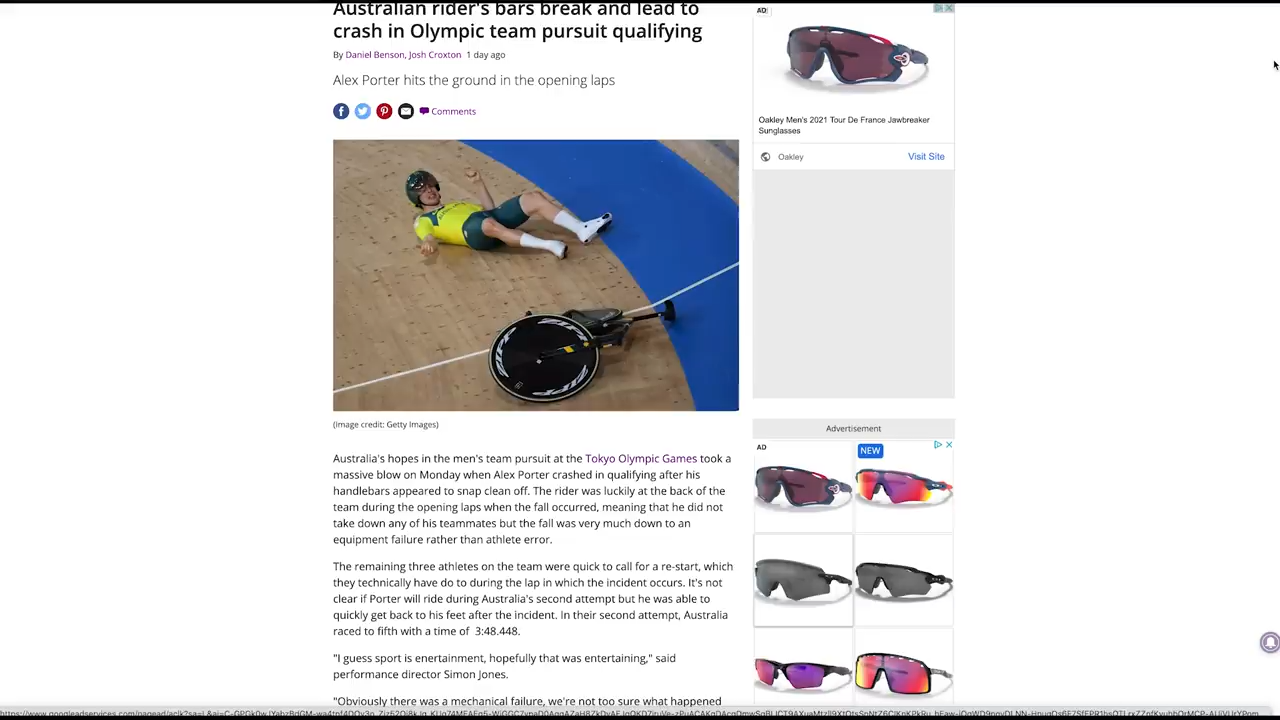 Australian rider's bars break and lead to
crash in Olympic team pursuit qualifying
By Daniel Benson, Josh Croxton 1 day ago
Alex Porter hits the ground in the opening laps
Comments
ZIPP
ZIPP
(Image credit: Getty Images)
Australia's hopes in the men's team pursuit at the Tokyo Olympic Games took a
massive blow on Monday when Alex Porter crashed in qualifying after his
handlebars appeared to snap clean off. The rider was luckily at the back of the
team during the opening laps when the fall occurred, meaning that he did not
take down any of his teammates but the fall was very much down to an
equipment failure rather than athlete error.
The remaining three athletes on the team were quick to call for a re-start, which
they technically have do to during the lap in which the incident occurs. It's not
clear if Porter will ride during Australia's second attempt but he was able to
quickly get back to his feet after the incident. In their second attempt, Australia
raced to fifth with a time of 3:48.448.
"I guess sport is enertainment, hopefully that was entertaining," said
performance director Simon Jones.
"Obviously there was a mechanical failure, we're not too sure what happened
AD
Oakley Men's 2021 Tour De France Jawbreaker
Sunglasses
Oakley
Visit Site
Advertisement
AD
NEW